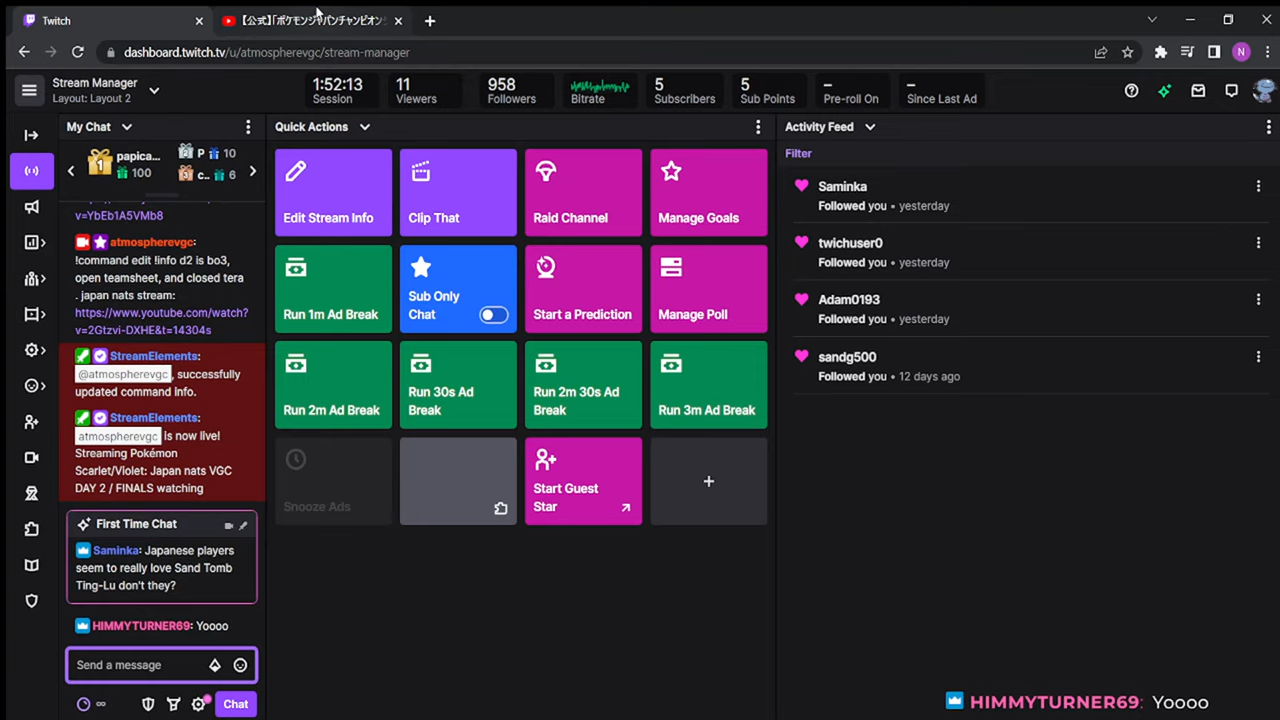 Twitch
【公式】「ポケモンジャパンチャンピオン
dashboard.twitch.tv/u/atmospherevgc/stream-manager
N
Stream Manager
Layout: Layout 2
1:52:13
Session
11
Viewers
958
Followers
Bitrate
5
Subscribers
5
Sub Points
–
Pre-roll On
–
Since Last Ad
My Chat
Quick Actions
Activity Feed
Filter
1 papica...
100
2 P 10
3 c.. 6
v=YbEb1A5VMb8
atmospherevgc:
!command edit !info d2 is bo3,
open teamsheet, and closed tera
. japan nats stream:
https://www.youtube.com/watch?
v=2Gtzvi-DXHE&t=14304s
StreamElements:
@atmospherevgc, successfully
updated command info.
StreamElements:
atmospherevgc is now live!
Streaming Pokémon
Scarlet/Violet: Japan nats VGC
DAY 2 / FINALS watching
First Time Chat
Saminka: Japanese players
seem to really love Sand Tomb
Ting-Lu don't they?
HIMMYTURNER69: Yoooo
Send a message
Chat
Edit Stream Info
Clip That
Raid Channel
Manage Goals
Run 1m Ad Break
Sub Only
Chat
Start a Prediction
Manage Poll
Run 2m Ad Break
Run 30s Ad
Break
Run 2m 30s Ad
Break
Run 3m Ad Break
Snooze Ads
Start Guest
Star
Saminka
Followed you • yesterday
twichuser0
Followed you • yesterday
Adam0193
Followed you • yesterday
sandg500
Followed you • 12 days ago
HIMMYTURNER69: Yoooo